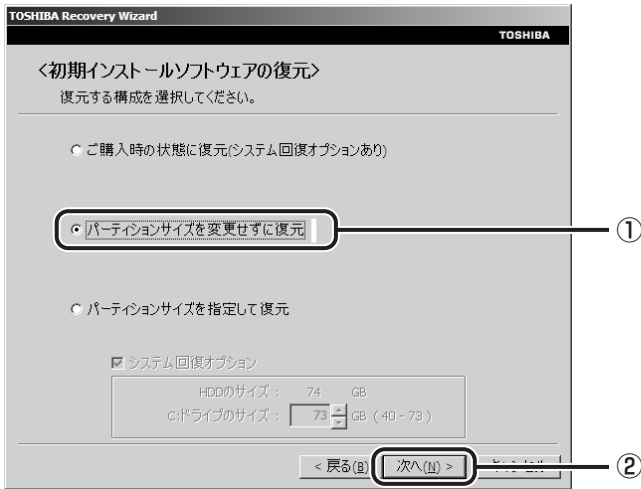 TOSHIBA Recovery Wizard
TOSHIBA
<初期インストールソフトウェアの復元>
復元する構成を選択してください。
ご購入時の状態に復元(システム回復オプションあり)
パーティションサイズを変更せずに復元
①
パーティションサイズを指定して復元
システム回復オプション
HDDのサイズ： 74 GB
C:ドライブのサイズ： 73 GB ( 40 - 73 )
< 戻る(B) 次へ(N) >
②